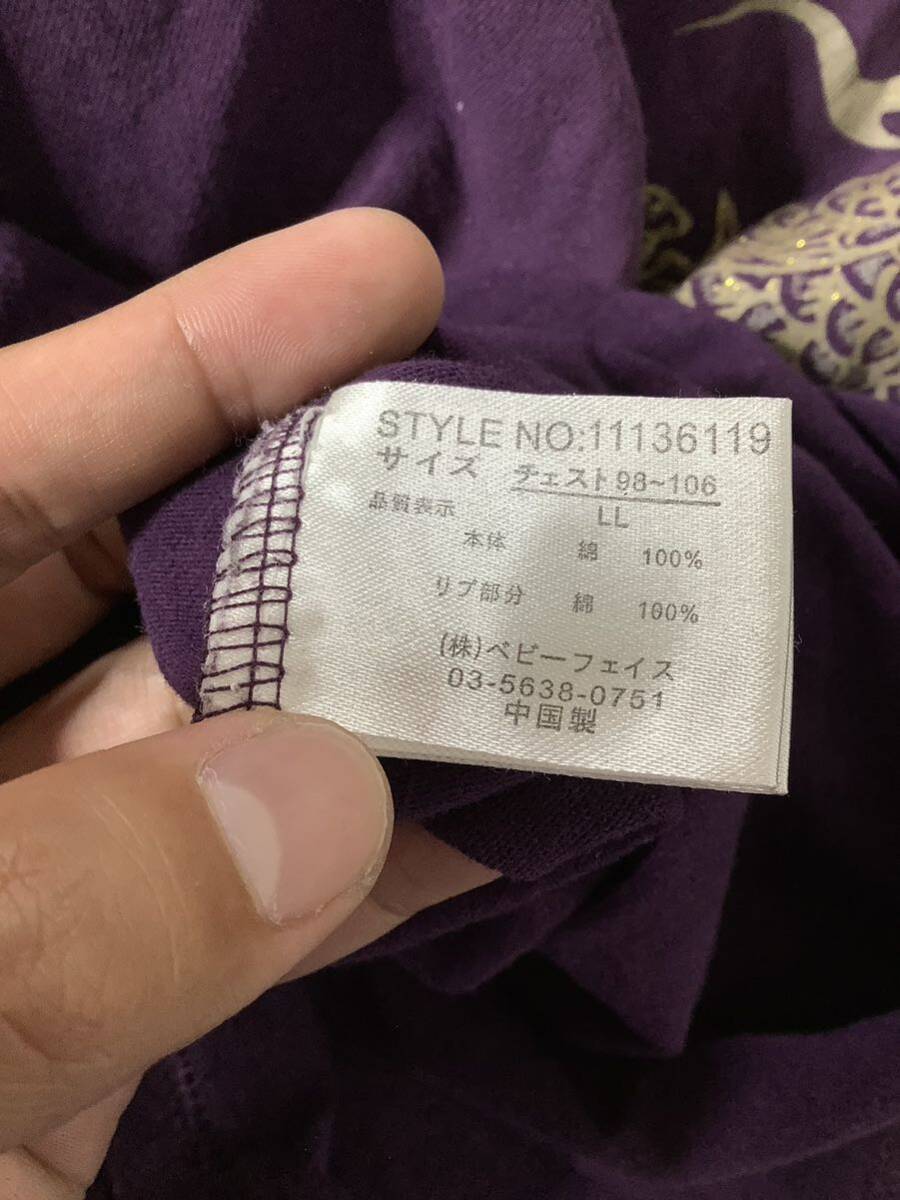 STYLE NO:11136119
サイズ チェスト98~106
品質表示 LL
本体 綿 100%
リブ部分 綿 100%
(株)ベビーフェイス
03-5638-0751
中国製